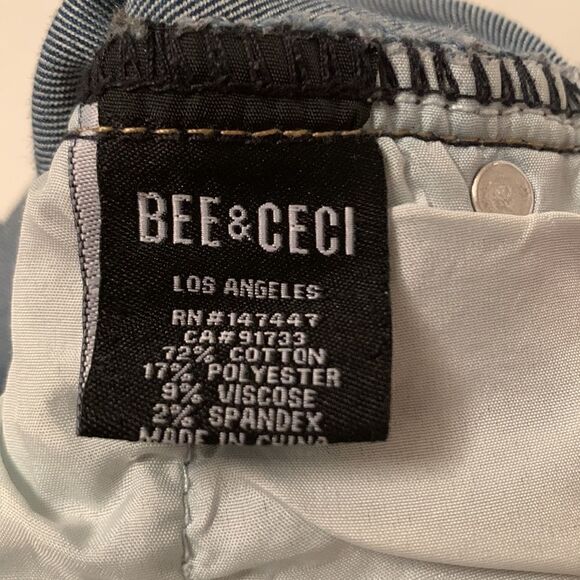 BEE & CECI
LOS ANGELES
RN#147447
CA#91733
72% COTTON
17% POLYESTER
9% VISCOSE
2% SPANDEX
MADE IN CHINA